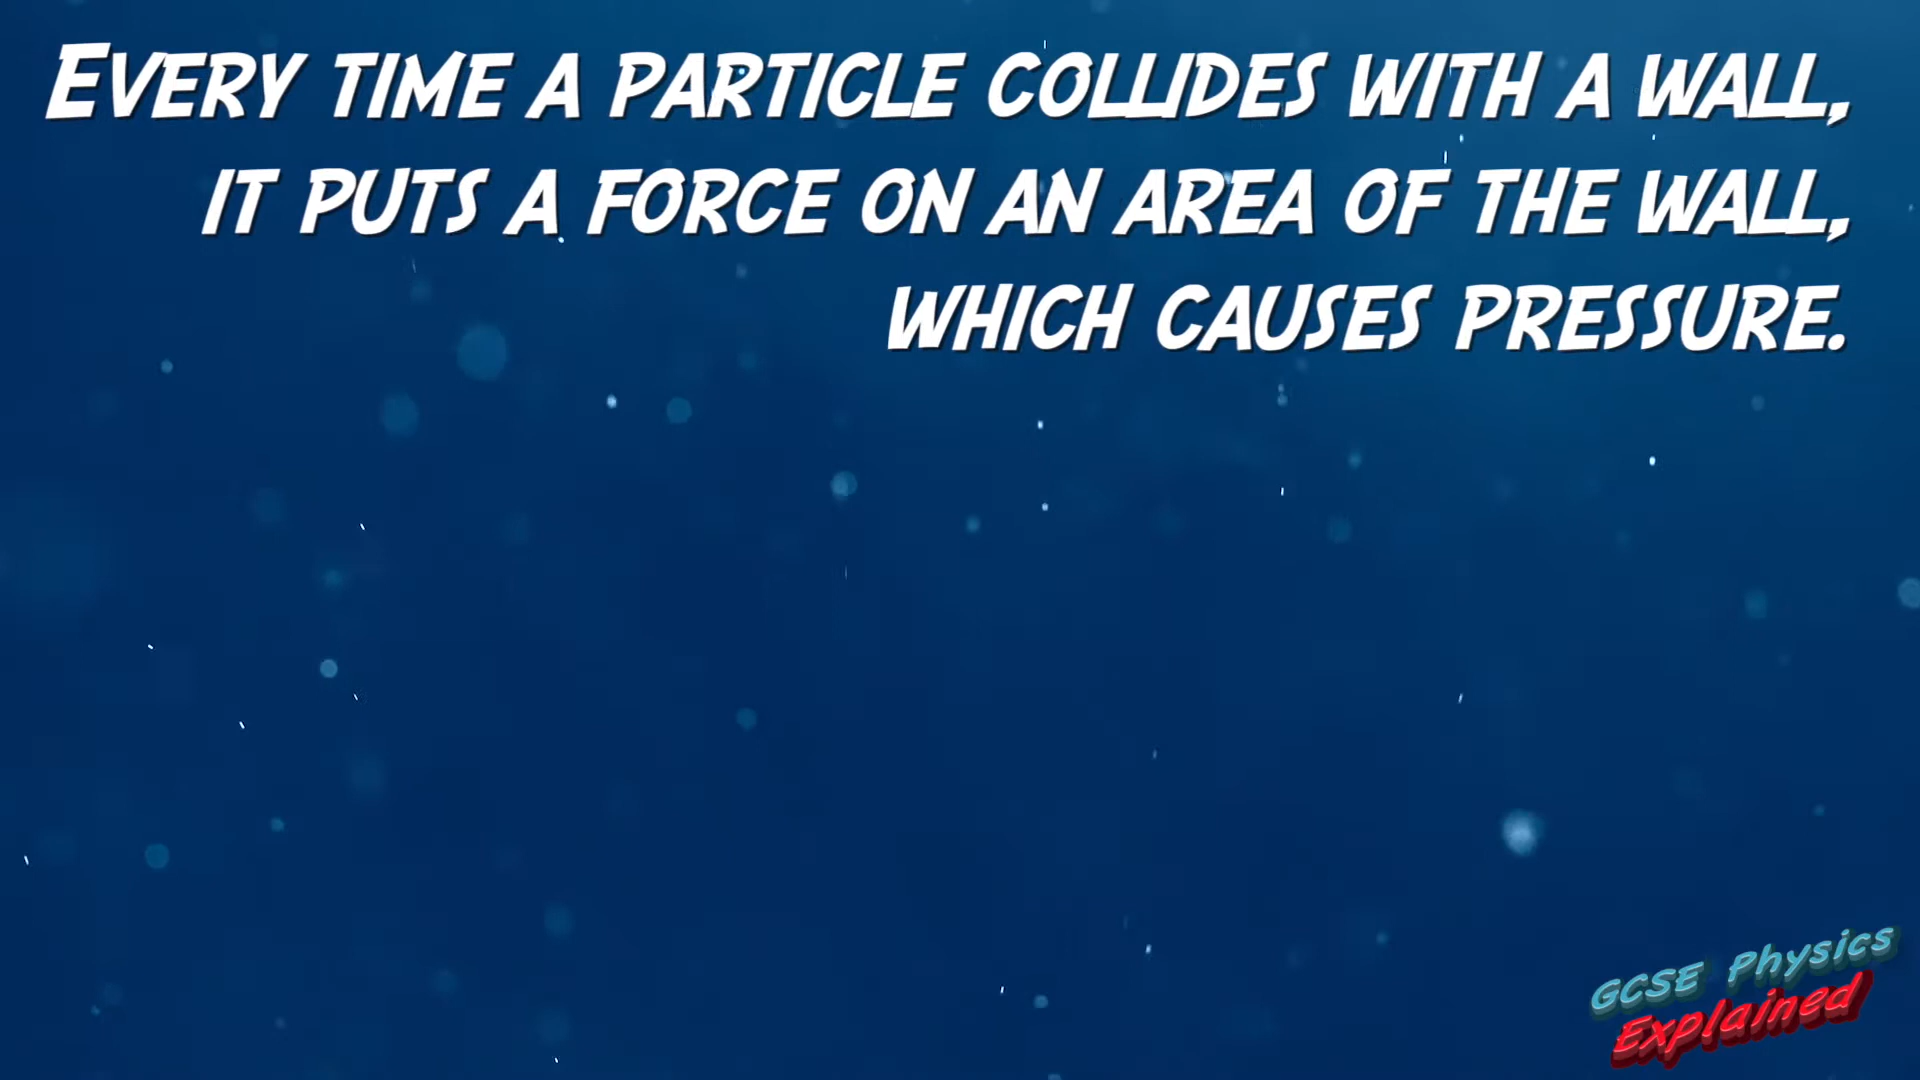 EVERY TIME A PARTICLE COLLIDES WITH A WALL,
IT PUTS A FORCE ON AN AREA OF THE WALL,
WHICH CAUSES PRESSURE.
GCSE Physics
Explained